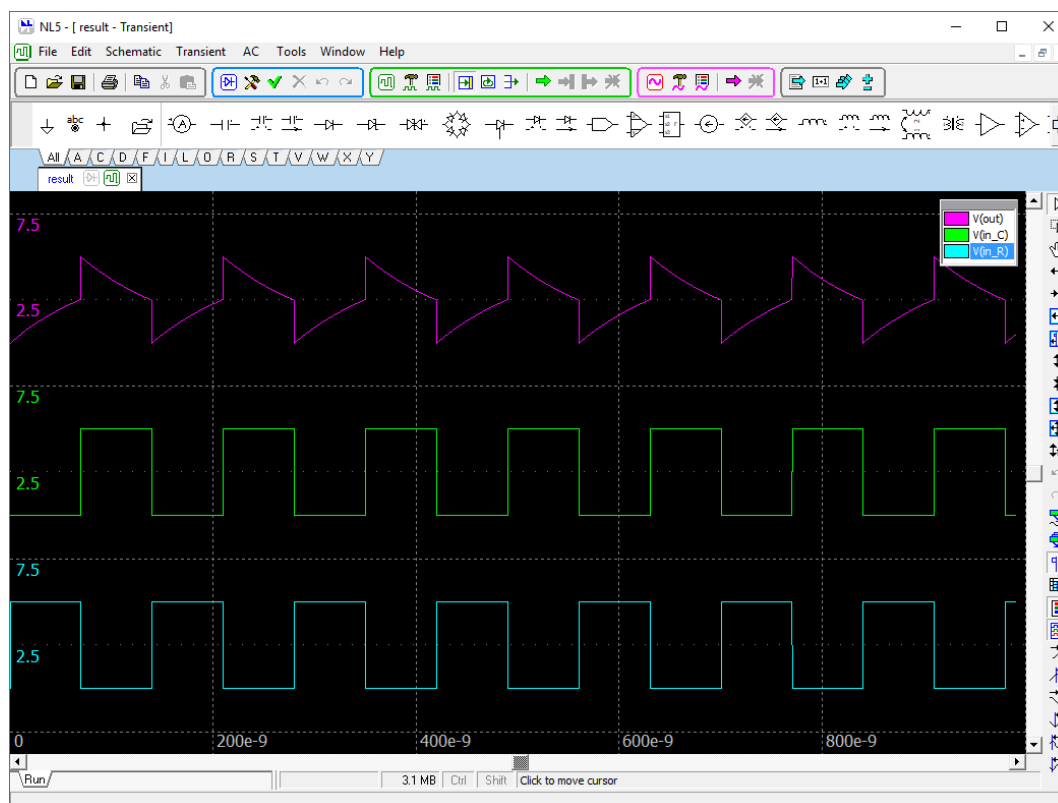 NL5 - [ result - Transient]
File Edit Schematic Transient AC Tools Window Help
abc
All A C D F I L O R S T V W X Y
result
7.5
V(out)
V(in_C)
V(in_R)
2.5
7.5
2.5
7.5
2.5
0 200e-9 400e-9 600e-9 800e-9
Run 3.1 MB Ctrl Shift Click to move cursor